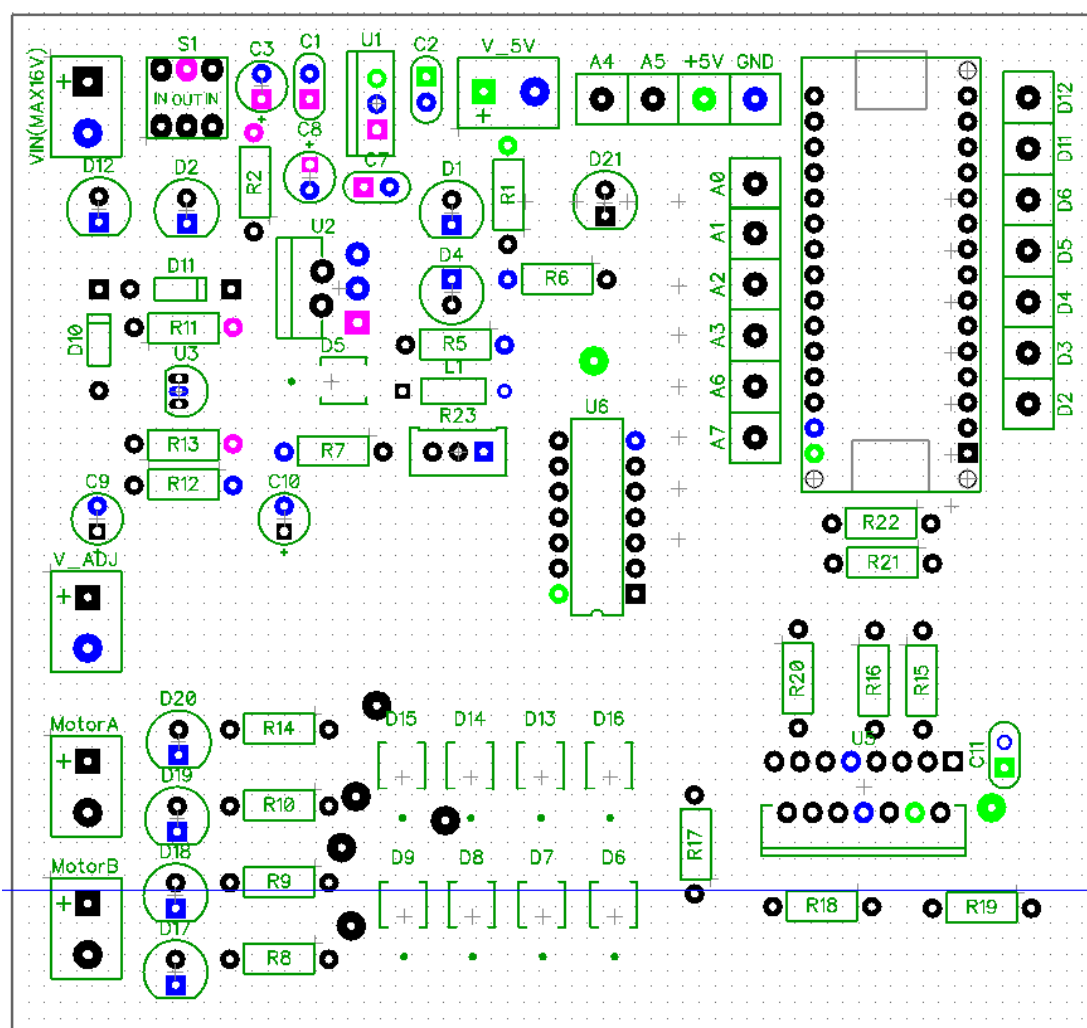 S1 C3 C1 U1 C2 V_5V A4 A5 +5V GND
VIN(MAX16V)
+
IN OUT IN
+
+
D12
D11
D6
D5
D4
D3
D2
C8
+
C7
R2
D12 D2
D1 R1 D21
A0
A1
A2
A3
A6
A7
U2
D4
R6
D11
R11
D10
U3
D5
R5
L1
R23
U6
R13
R7
R12
C9
+
C10
+
R22
R21
V_ADJ
+
R20 R16 R15
D20
MotorA
+
R14
D15 D14 D13 D16
U5
C11
D19
R10
R17
D18
MotorB
+
R9
D9 D8 D7 D6
R18 R19
D17
R8